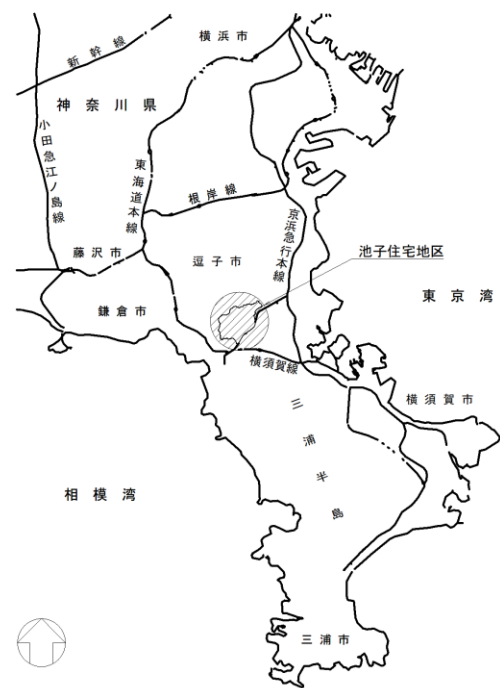 横浜市
新幹線
神奈川県
小田急江ノ島線
東海道本線
根岸線
京浜急行本線
池子住宅地区
藤沢市
逗子市
東京湾
鎌倉市
横須賀線
横須賀市
三浦半島
相模湾
三浦市